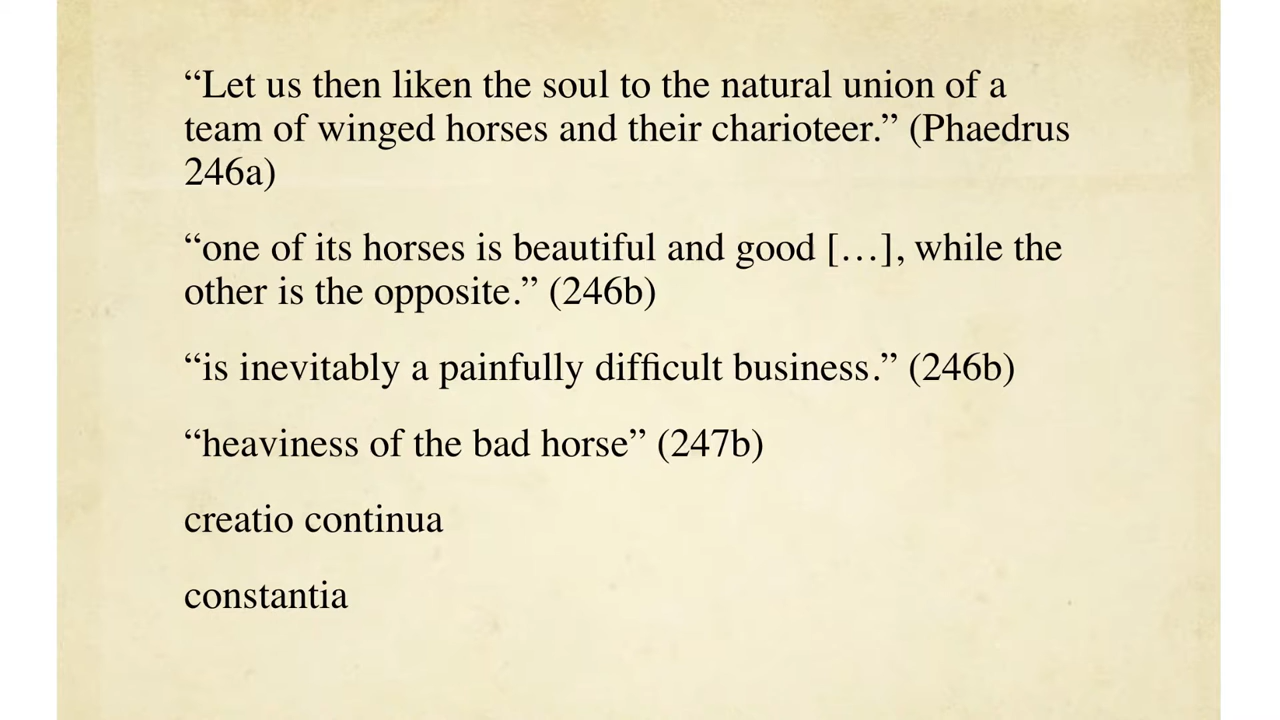 “Let us then liken the soul to the natural union of a
team of winged horses and their charioteer.” (Phaedrus
246a)
“one of its horses is beautiful and good […], while the
other is the opposite.” (246b)
“is inevitably a painfully difficult business.” (246b)
“heaviness of the bad horse” (247b)
creatio continua
constantia